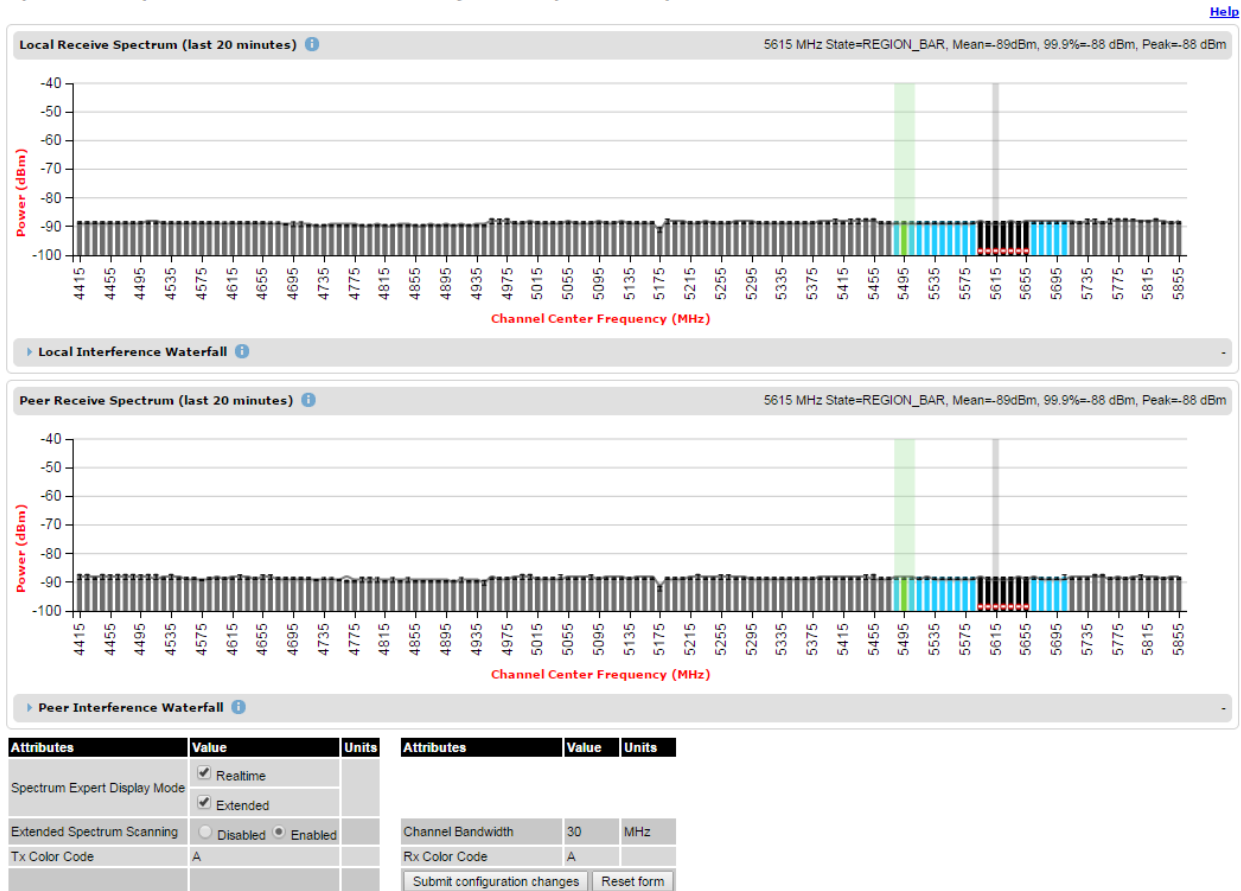 Help
Local Receive Spectrum (last 20 minutes) i 5615 MHz State=REGION_BAR, Mean=-89dBm, 99.9%=-88 dBm, Peak=-88 dBm
-40
-50
-60
-70
-80
-90
-100
Power (dBm)
4415 4455 4495 4535 4575 4615 4655 4695 4735 4775 4815 4855 4895 4935 4975 5015 5055 5095 5135 5175 5215 5255 5295 5335 5375 5415 5455 5495 5535 5575 5615 5655 5695 5735 5775 5815 5855
Channel Center Frequency (MHz)
Local Interference Waterfall i -
Peer Receive Spectrum (last 20 minutes) i 5615 MHz State=REGION_BAR, Mean=-89dBm, 99.9%=-88 dBm, Peak=-88 dBm
-40
-50
-60
-70
-80
-90
-100
Power (dBm)
4415 4455 4495 4535 4575 4615 4655 4695 4735 4775 4815 4855 4895 4935 4975 5015 5055 5095 5135 5175 5215 5255 5295 5335 5375 5415 5455 5495 5535 5575 5615 5655 5695 5735 5775 5815 5855
Channel Center Frequency (MHz)
Peer Interference Waterfall i -
Attributes Value Units Attributes Value Units
Spectrum Expert Display Mode
Realtime
Extended
Extended Spectrum Scanning Disabled Enabled Channel Bandwidth 30 MHz
Tx Color Code A Rx Color Code A
Submit configuration changes Reset form